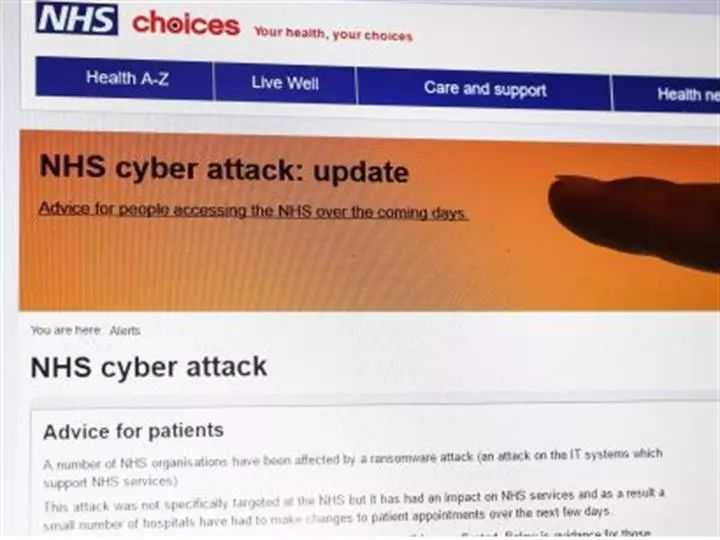 NHS choices Your health, your choices
Health A-Z Live Well Care and support Health ne
NHS cyber attack: update
Advice for people accessing the NHS over the coming days.
You are here: Alerts
NHS cyber attack
Advice for patients
A number of NHS organisations have been affected by a ransomware attack (an attack on the IT systems which
support NHS services)
This attack was not specifically targeted at the NHS but it has had an impact on NHS services and as a result a
small number of hospitals have had to make changes to patient appointments over the next few days.
Below is guidance for those